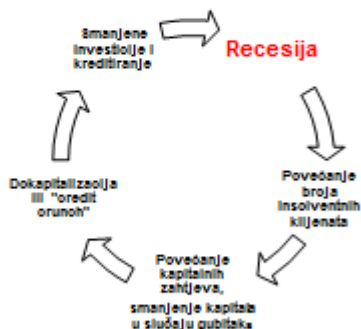 Smanjene
investicije i
kreditiranje
Recesija
Povećanje
broja
insolventnih
klijenata
Povećanje
kapitalnih
zahtjeva,
smanjenje kapitala
u slučaju gubitaka
Dokapitalizacija
ili "credit
crunch"